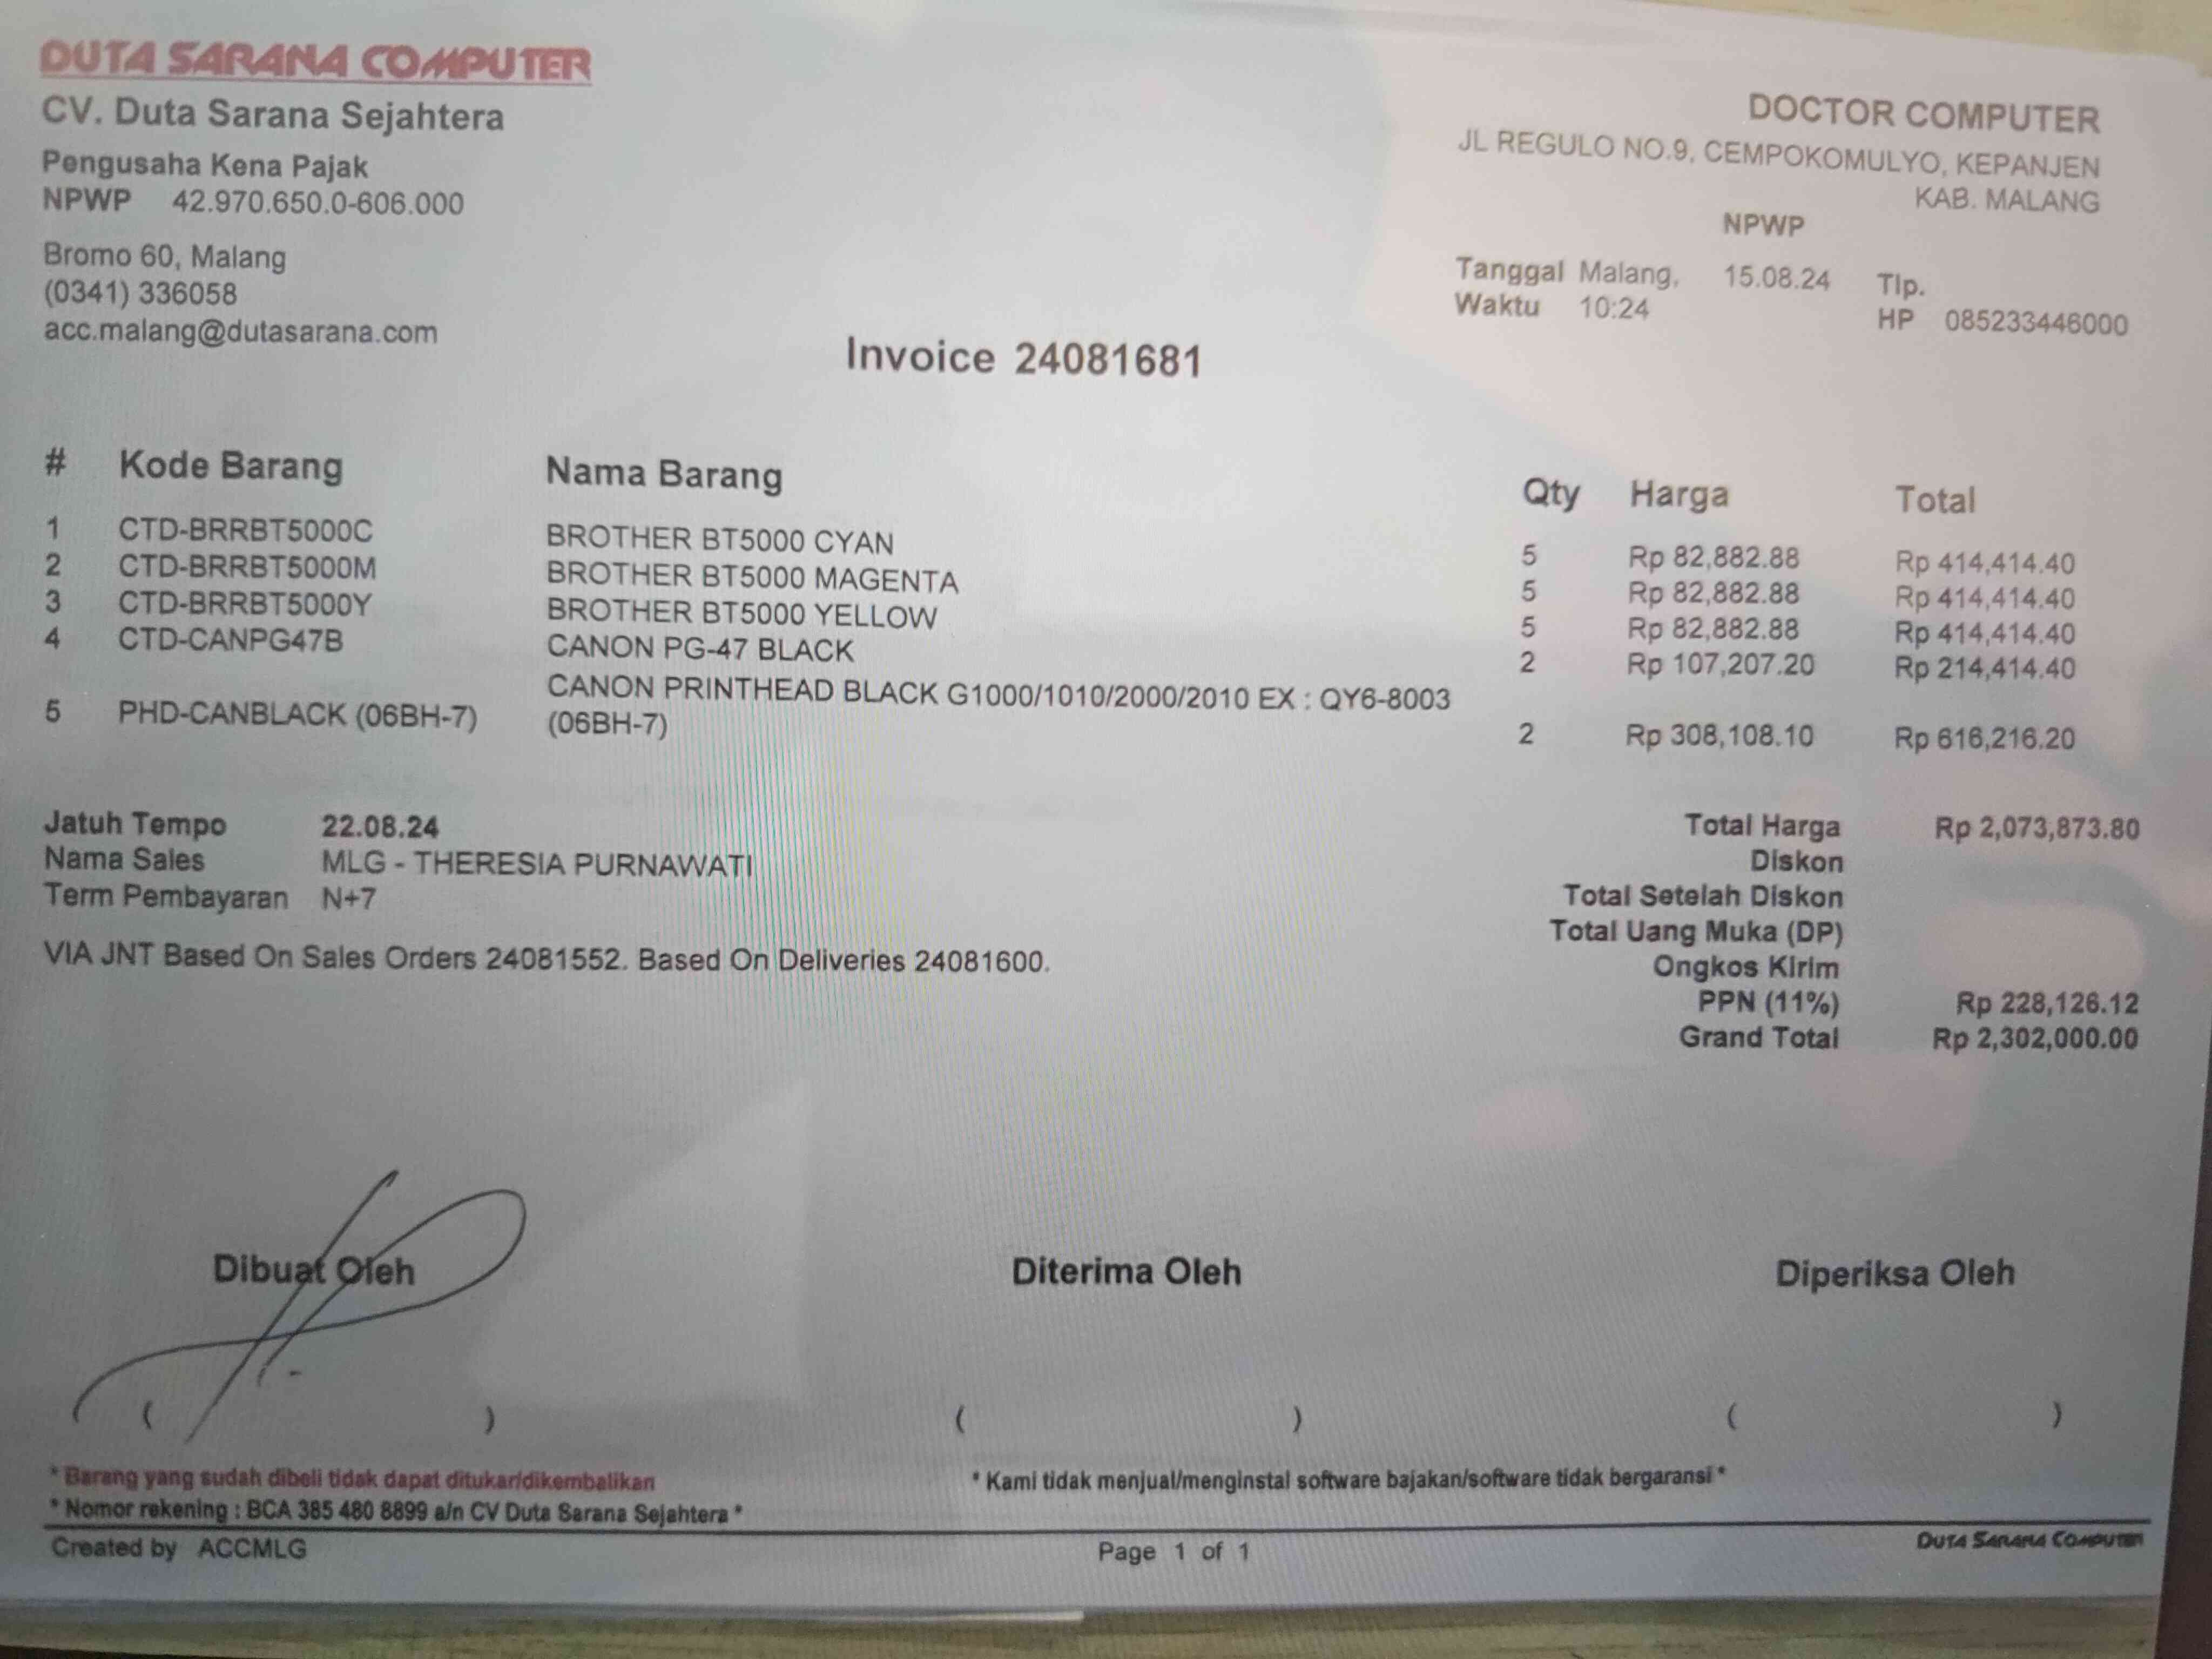 DUTA SARANA COMPUTER
CV. Duta Sarana Sejahtera
Pengusaha Kena Pajak
NPWP 42.970.650.0-606.000
Bromo 60, Malang
(0341) 336058
acc.malang@dutasarana.com
DOCTOR COMPUTER
JL REGULO NO.9, CEMPOKOMULYO, KEPANJEN
KAB. MALANG
NPWP
Tanggal Malang, 15.08.24 Tlp.
Waktu 10:24 HP 085233446000
Invoice 24081681
# Kode Barang Nama Barang Qty Harga Total
1 CTD-BRRBT5000C BROTHER BT5000 CYAN 5 Rp 82,882.88 Rp 414,414.40
2 CTD-BRRBT5000M BROTHER BT5000 MAGENTA 5 Rp 82,882.88 Rp 414,414.40
3 CTD-BRRBT5000Y BROTHER BT5000 YELLOW 5 Rp 82,882.88 Rp 414,414.40
4 CTD-CANPG47B CANON PG-47 BLACK 2 Rp 107,207.20 Rp 214,414.40
CANON PRINTHEAD BLACK G1000/1010/2000/2010 EX : QY6-8003
5 PHD-CANBLACK (06BH-7) (06BH-7) 2 Rp 308,108.10 Rp 616,216.20
Jatuh Tempo 22.08.24
Nama Sales MLG - THERESIA PURNAWATI
Term Pembayaran N+7
VIA JNT Based On Sales Orders 24081552. Based On Deliveries 24081600.
Total Harga Rp 2,073,873.80
Diskon
Total Setelah Diskon
Total Uang Muka (DP)
Ongkos Kirim
PPN (11%) Rp 228,126.12
Grand Total Rp 2,302,000.00
Dibuat Oleh Diterima Oleh Diperiksa Oleh
( ) ( ) ( )
* Barang yang sudah dibeli tidak dapat ditukar/dikembalikan * Kami tidak menjual/menginstal software bajakan/software tidak bergaransi *
* Nomor rekening : BCA 385 480 8899 a/n CV Duta Sarana Sejahtera *
Created by ACCMLG Page 1 of 1 DUTA SARANA COMPUTER